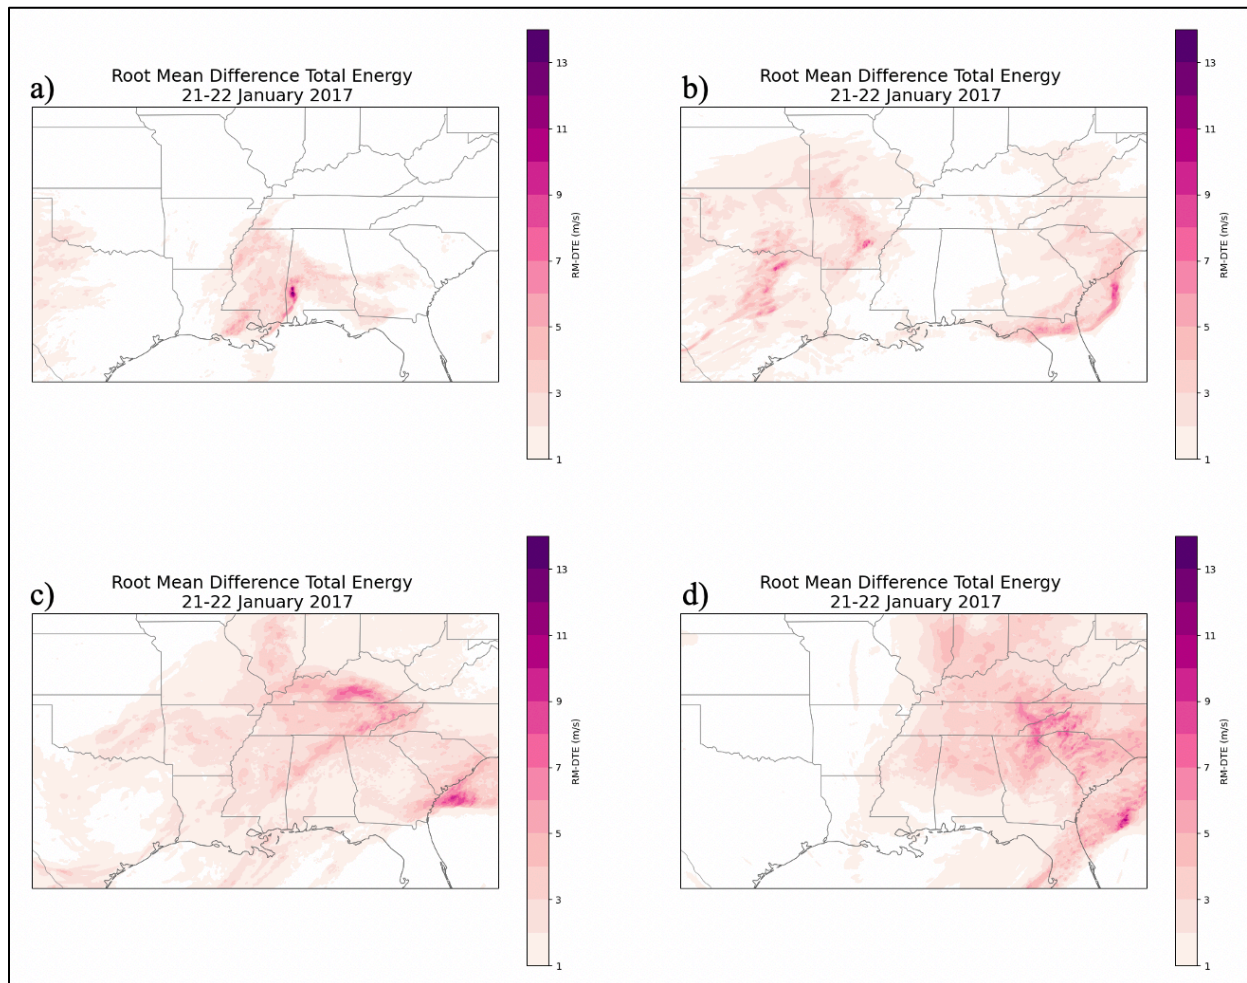 a)
Root Mean Difference Total Energy
21-22 January 2017
13
11
9
7
5
3
1
RM-DTE (m/s)
b)
Root Mean Difference Total Energy
21-22 January 2017
13
11
9
7
5
3
1
RM-DTE (m/s)
c)
Root Mean Difference Total Energy
21-22 January 2017
13
11
9
7
5
3
1
RM-DTE (m/s)
d)
Root Mean Difference Total Energy
21-22 January 2017
13
11
9
7
5
3
1
RM-DTE (m/s)